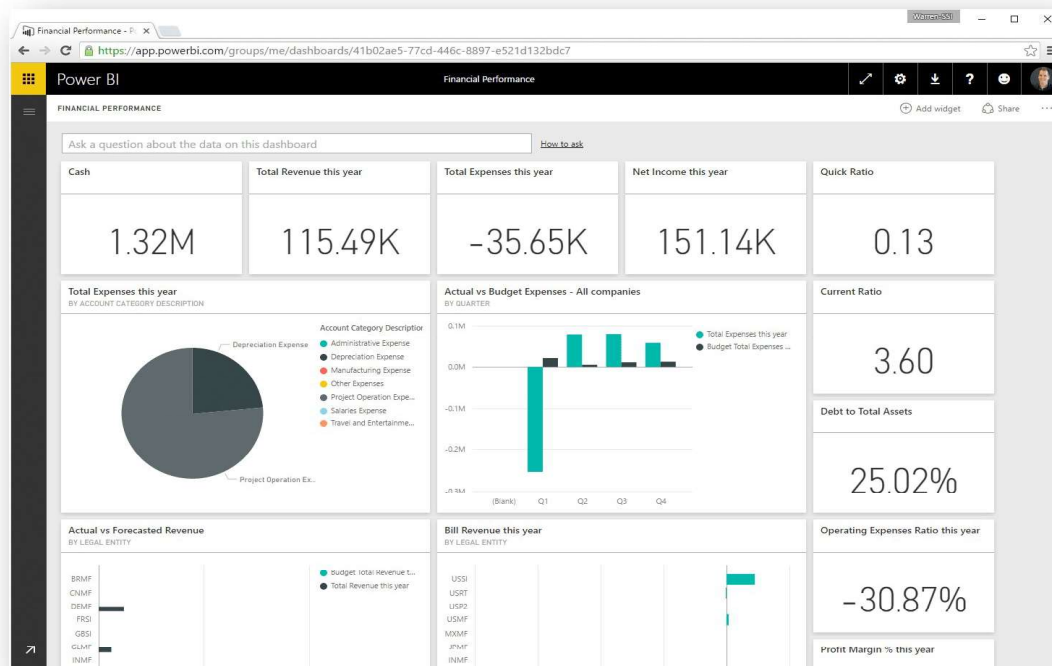 Warren-SSI
Financial Performance - P
https://app.powerbi.com/groups/me/dashboards/41b02ae5-77cd-446c-8897-e521d132bdc7
Power BI
Financial Performance
?
FINANCIAL PERFORMANCE
Add widget
Share
Ask a question about the data on this dashboard
How to ask
Cash
1.32M
Total Revenue this year
115.49K
Total Expenses this year
-35.65K
Net Income this year
151.14K
Quick Ratio
0.13
Total Expenses this year
BY ACCOUNT CATEGORY DESCRIPTION
Depreciation Expense
Project Operation Ex..
Account Category Description
Administrative Expense
Depreciation Expense
Manufacturing Expense
Other Expenses
Project Operation Expe...
Salaries Expense
Travel and Entertainme...
Actual vs Budget Expenses - All companies
BY QUARTER
0.1M
0.0M
-0.1M
-0.2M
-0.3M
(Blank) Q1 Q2 Q3 Q4
Total Expenses this year
Budget Total Expenses ...
Current Ratio
3.60
Debt to Total Assets
25.02%
Actual vs Forecasted Revenue
BY LEGAL ENTITY
BRMF
CNMF
DEMF
FRSI
GBSI
GLMF
INMF
Budget Total Revenue t...
Total Revenue this year
Bill Revenue this year
BY LEGAL ENTITY
USSI
USRT
USP2
USMF
MXMF
JPMF
INMF
Operating Expenses Ratio this year
-30.87%
Profit Margin % this year